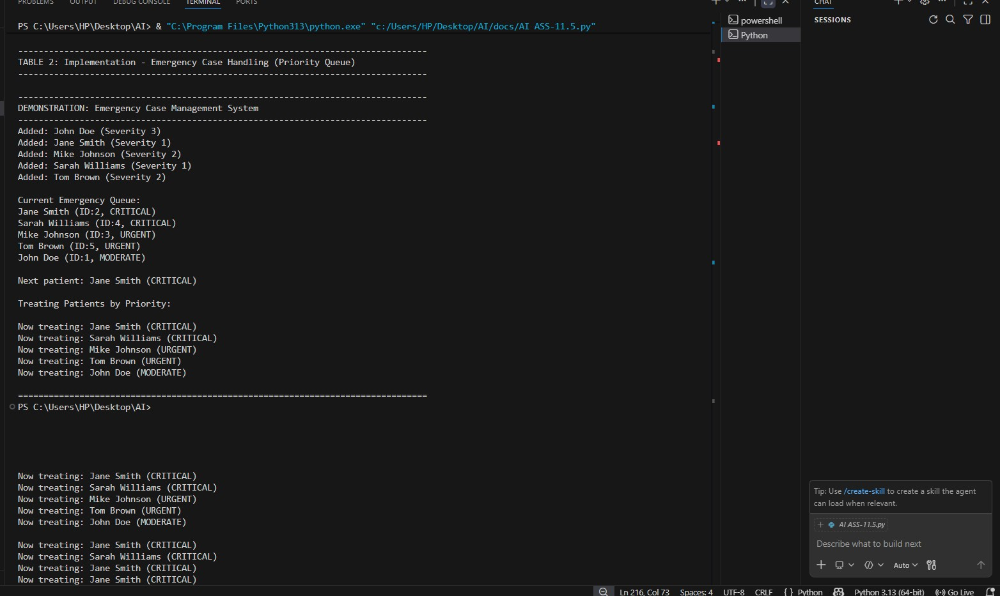 PROBLEMS OUTPUT DEBUG CONSOLE TERMINAL PORTS
PS C:\Users\HP\Desktop\AI> & "C:\Program Files\Python313\python.exe" "c:/Users/HP/Desktop/AI/docs/AI ASS-11.5.py"
--------------------------------------------------------------------------------
TABLE 2: Implementation - Emergency Case Handling (Priority Queue)
--------------------------------------------------------------------------------
--------------------------------------------------------------------------------
DEMONSTRATION: Emergency Case Management System
--------------------------------------------------------------------------------
Added: John Doe (Severity 3)
Added: Jane Smith (Severity 1)
Added: Mike Johnson (Severity 2)
Added: Sarah Williams (Severity 1)
Added: Tom Brown (Severity 2)
Current Emergency Queue:
Jane Smith (ID:2, CRITICAL)
Sarah Williams (ID:4, CRITICAL)
Mike Johnson (ID:3, URGENT)
Tom Brown (ID:5, URGENT)
John Doe (ID:1, MODERATE)
Next patient: Jane Smith (CRITICAL)
Treating Patients by Priority:
Now treating: Jane Smith (CRITICAL)
Now treating: Sarah Williams (CRITICAL)
Now treating: Mike Johnson (URGENT)
Now treating: Tom Brown (URGENT)
Now treating: John Doe (MODERATE)
================================================================================
PS C:\Users\HP\Desktop\AI>
Now treating: Jane Smith (CRITICAL)
Now treating: Sarah Williams (CRITICAL)
Now treating: Mike Johnson (URGENT)
Now treating: Tom Brown (URGENT)
Now treating: John Doe (MODERATE)
Now treating: Jane Smith (CRITICAL)
Now treating: Sarah Williams (CRITICAL)
Now treating: Jane Smith (CRITICAL)
Now treating: Jane Smith (CRITICAL)
powershell
Python
CHAT
SESSIONS
Tip: Use /create-skill to create a skill the agent
can load when relevant.
AI ASS-11.5.py
Describe what to build next
Auto
Ln 216, Col 73 Spaces: 4 UTF-8 CRLF { } Python Python 3.13 (64-bit) Go Live